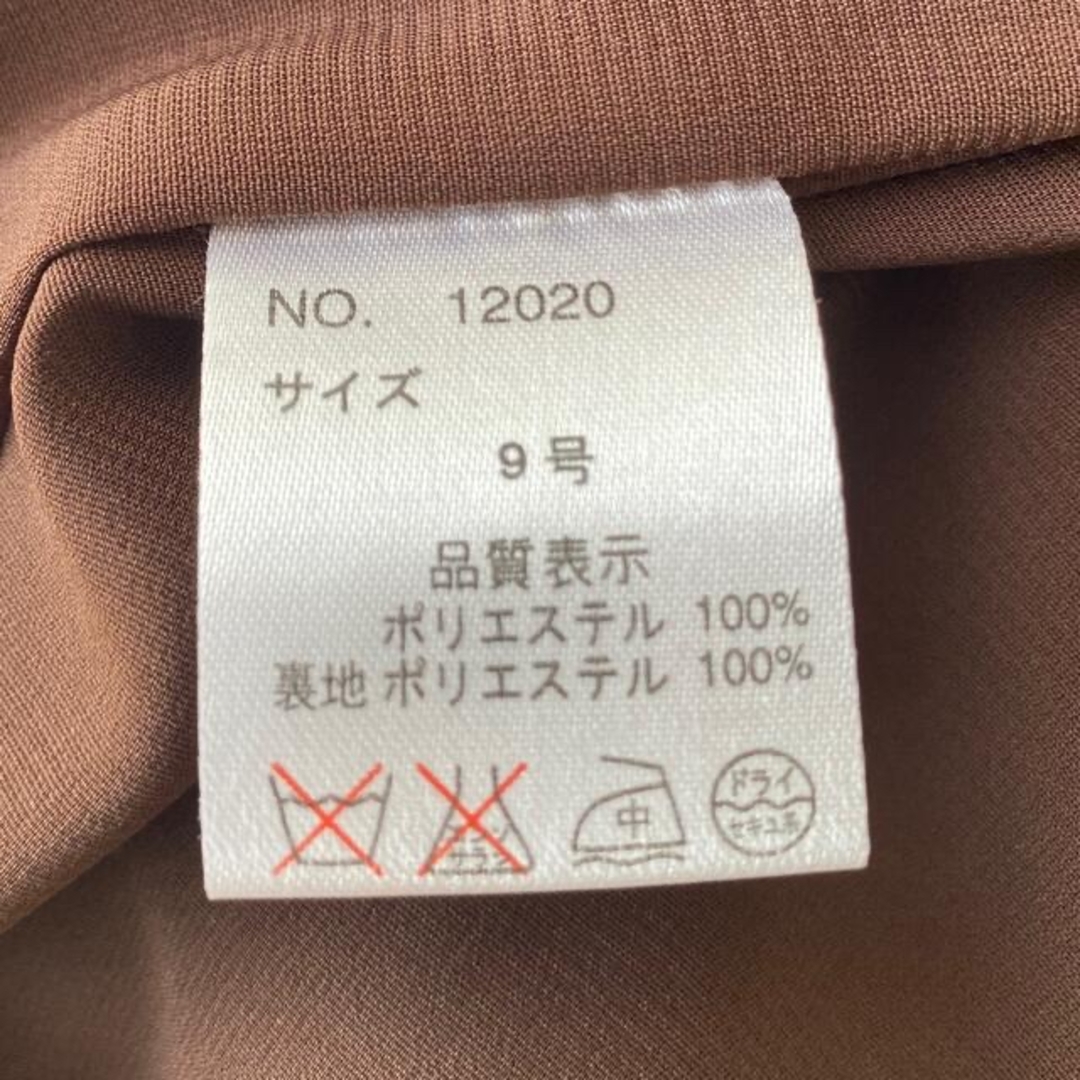 NO. 12020
サイズ
9号
品質表示
ポリエステル 100%
裏地 ポリエステル 100%
中
ドライ
セキユ系